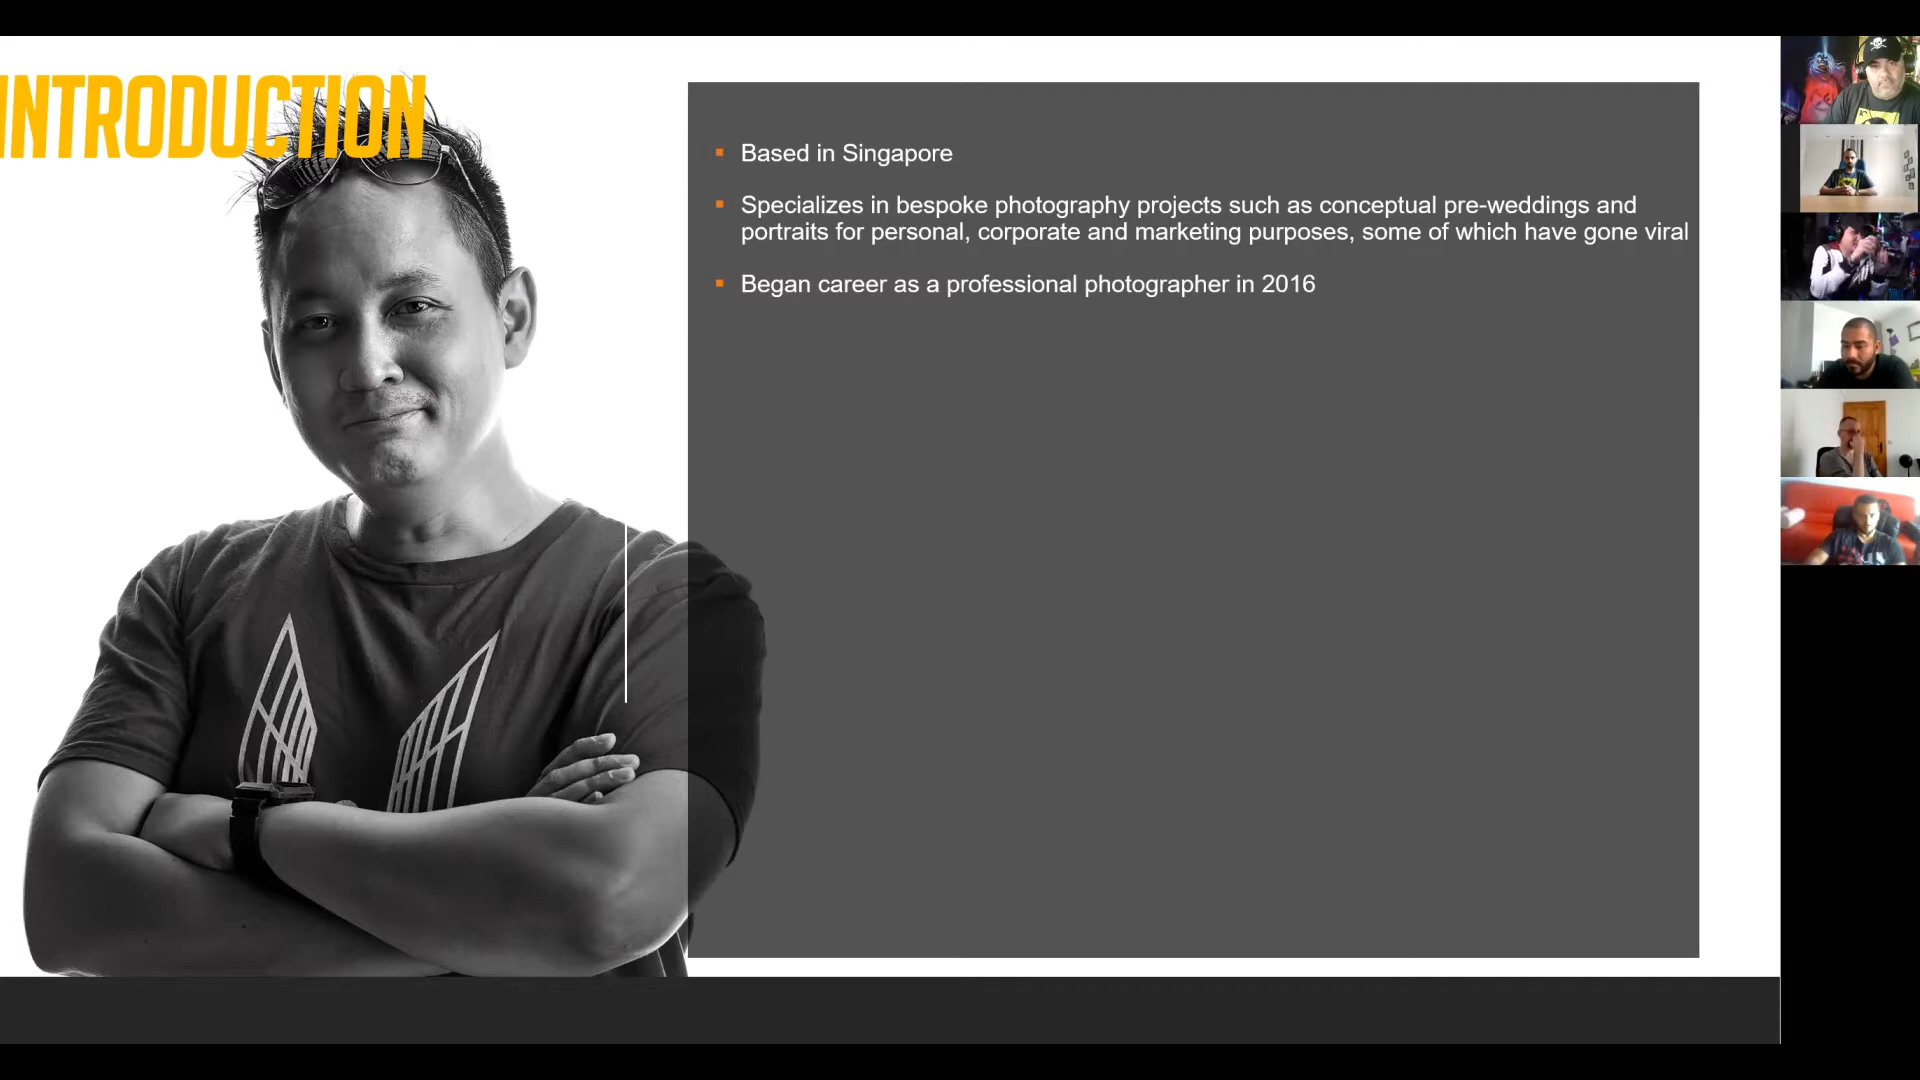 INTRODUCTION
Based in Singapore
Specializes in bespoke photography projects such as conceptual pre-weddings and
portraits for personal, corporate and marketing purposes, some of which have gone viral
Began career as a professional photographer in 2016